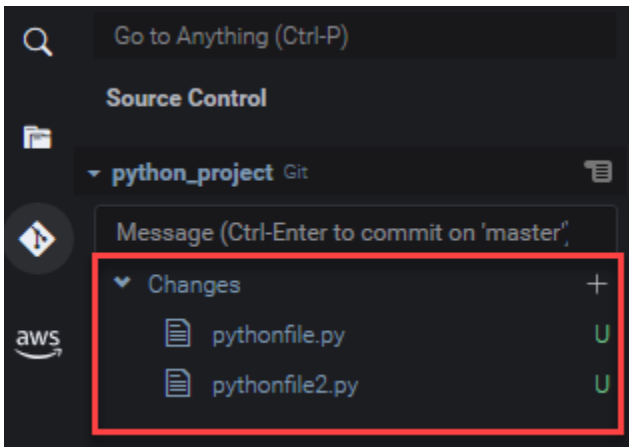 Go to Anything (Ctrl-P)
Source Control
python_project Git
Message (Ctrl-Enter to commit on 'master'
Changes
pythonfile.py U
aws
pythonfile2.py U